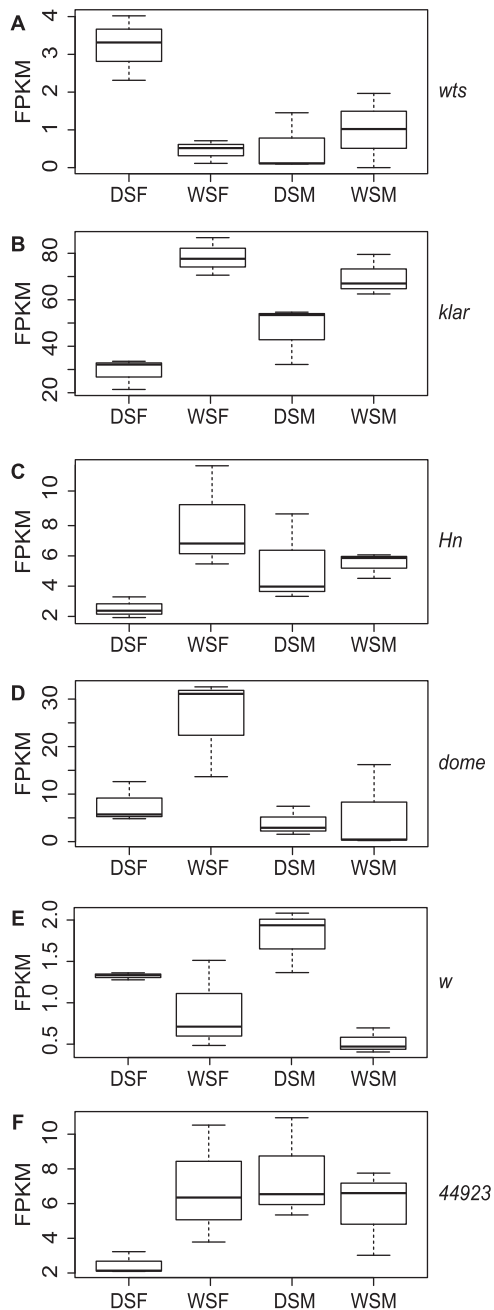 A
FPKM
0 1 2 3 4
DSF WSF DSM WSM
wts
B
FPKM
20 40 60 80
DSF WSF DSM WSM
klar
C
FPKM
2 4 6 8 10
DSF WSF DSM WSM
Hn
D
FPKM
0 10 20 30
DSF WSF DSM WSM
dome
E
FPKM
0.5 1.0 1.5 2.0
DSF WSF DSM WSM
w
F
FPKM
2 4 6 8 10
DSF WSF DSM WSM
44923